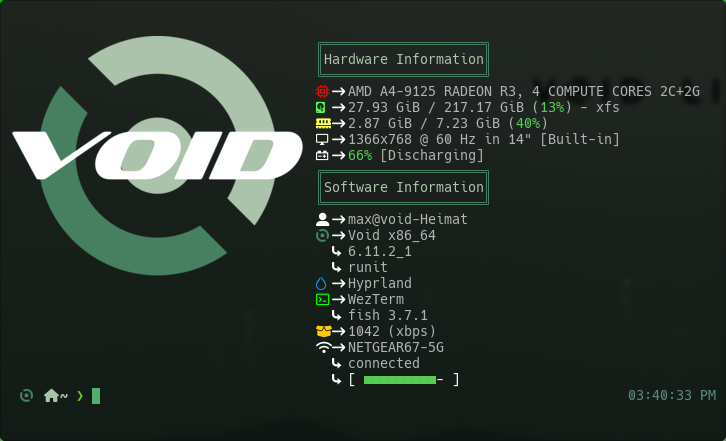 VOID
Hardware Information
AMD A4-9125 RADEON R3, 4 COMPUTE CORES 2C+2G
27.93 GiB / 217.17 GiB (13%) - xfs
2.87 GiB / 7.23 GiB (40%)
1366x768 @ 60 Hz in 14" [Built-in]
66% [Discharging]
Software Information
max@void-Heimat
Void x86_64
6.11.2_1
runit
Hyprland
WezTerm
fish 3.7.1
1042 (xbps)
NETGEAR67-5G
connected
[ ■■■■■■■■■- ]
~ ❯
03:40:33 PM